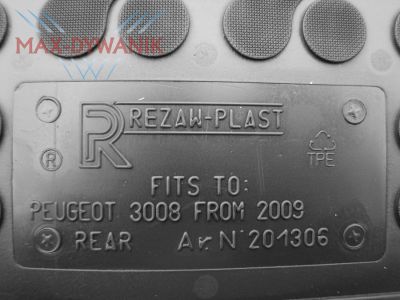 MAX-DYWANIK
REZAW-PLAST
R
®
TPE
FITS TO:
PEUGEOT 3008 FROM 2009
REAR Ar N° 201306